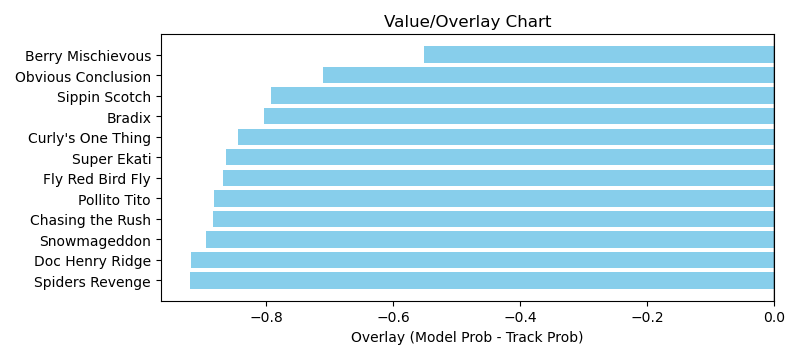 Value/Overlay Chart
Berry Mischievous
Obvious Conclusion
Sippin Scotch
Bradix
Curly's One Thing
Super Ekati
Fly Red Bird Fly
Pollito Tito
Chasing the Rush
Snowmageddon
Doc Henry Ridge
Spiders Revenge
−0.8 −0.6 −0.4 −0.2 0.0
Overlay (Model Prob - Track Prob)